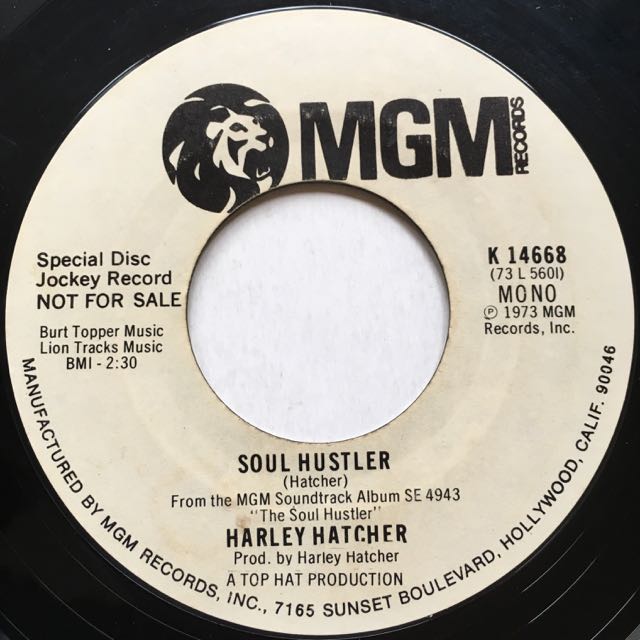 MGM
RECORDS
Special Disc
Jockey Record
NOT FOR SALE
Burt Topper Music
Lion Tracks Music
BMI - 2:30
K 14668
(73 L 5601)
MONO
℗ 1973 MGM
Records, Inc.
SOUL HUSTLER
(Hatcher)
From the MGM Soundtrack Album SE 4943
"The Soul Hustler"
HARLEY HATCHER
Prod. by Harley Hatcher
A TOP HAT PRODUCTION
MANUFACTURED BY MGM RECORDS, INC., 7165 SUNSET BOULEVARD, HOLLYWOOD, CALIF. 90046